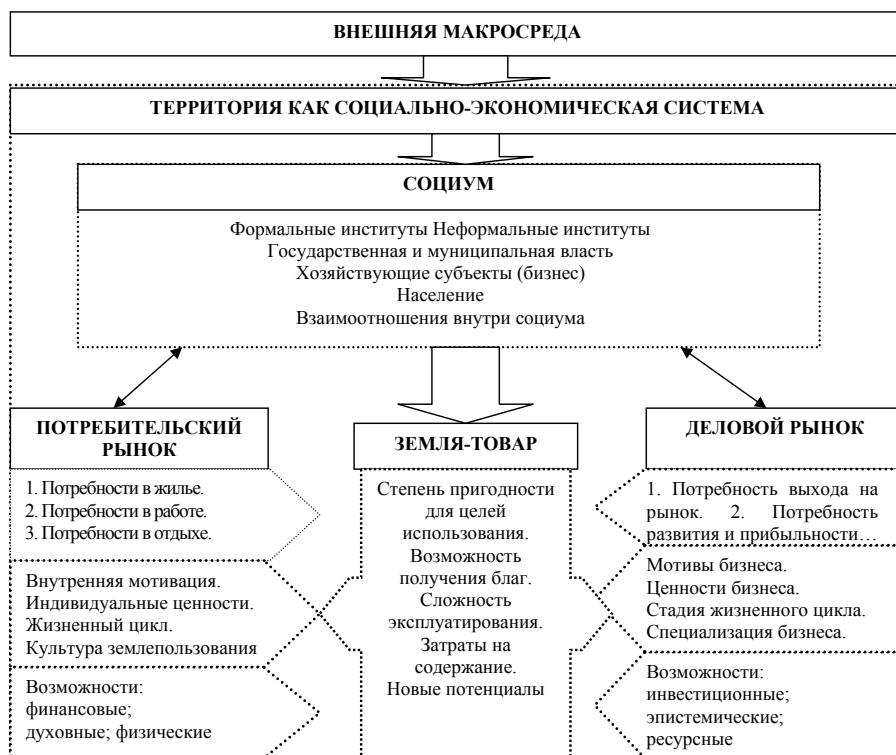 ВНЕШНЯЯ МАКРОСРЕДА
ТЕРРИТОРИЯ КАК СОЦИАЛЬНО-ЭКОНОМИЧЕСКАЯ СИСТЕМА
СОЦИУМ
Формальные институты Неформальные институты
Государственная и муниципальная власть
Хозяйствующие субъекты (бизнес)
Население
Взаимоотношения внутри социума
ПОТРЕБИТЕЛЬСКИЙ
РЫНОК
1. Потребности в жилье.
2. Потребности в работе.
3. Потребности в отдыхе.
Внутренняя мотивация.
Индивидуальные ценности.
Жизненный цикл.
Культура землепользования
Возможности:
финансовые;
духовные; физические
ЗЕМЛЯ-ТОВАР
Степень пригодности
для целей
использования.
Возможность
получения благ.
Сложность
эксплуатирования.
Затраты на
содержание.
Новые потенциалы
ДЕЛОВОЙ РЫНОК
1. Потребность выхода на
рынок. 2. Потребность
развития и прибыльности…
Мотивы бизнеса.
Ценности бизнеса.
Стадия жизненного цикла.
Специализация бизнеса.
Возможности:
инвестиционные;
эпистемические;
ресурсные